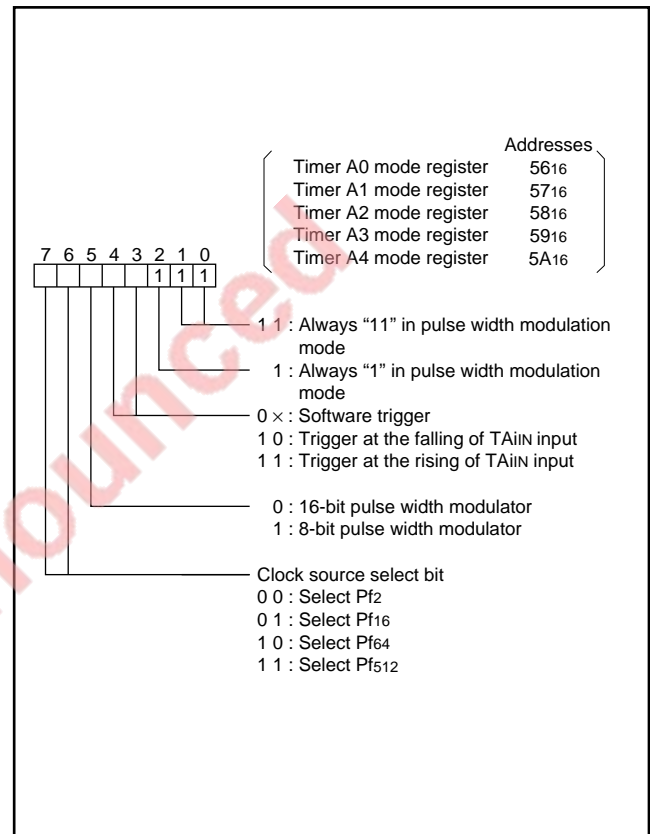 Addresses
Timer A0 mode register 5616
Timer A1 mode register 5716
Timer A2 mode register 5816
Timer A3 mode register 5916
Timer A4 mode register 5A16
7 6 5 4 3 2 1 0
1 1 1
1 1 : Always “11” in pulse width modulation
mode
1 : Always “1” in pulse width modulation
mode
0 × : Software trigger
1 0 : Trigger at the falling of TAiIN input
1 1 : Trigger at the rising of TAiIN input
0 : 16-bit pulse width modulator
1 : 8-bit pulse width modulator
Clock source select bit
0 0 : Select Pf2
0 1 : Select Pf16
1 0 : Select Pf64
1 1 : Select Pf512
nounced